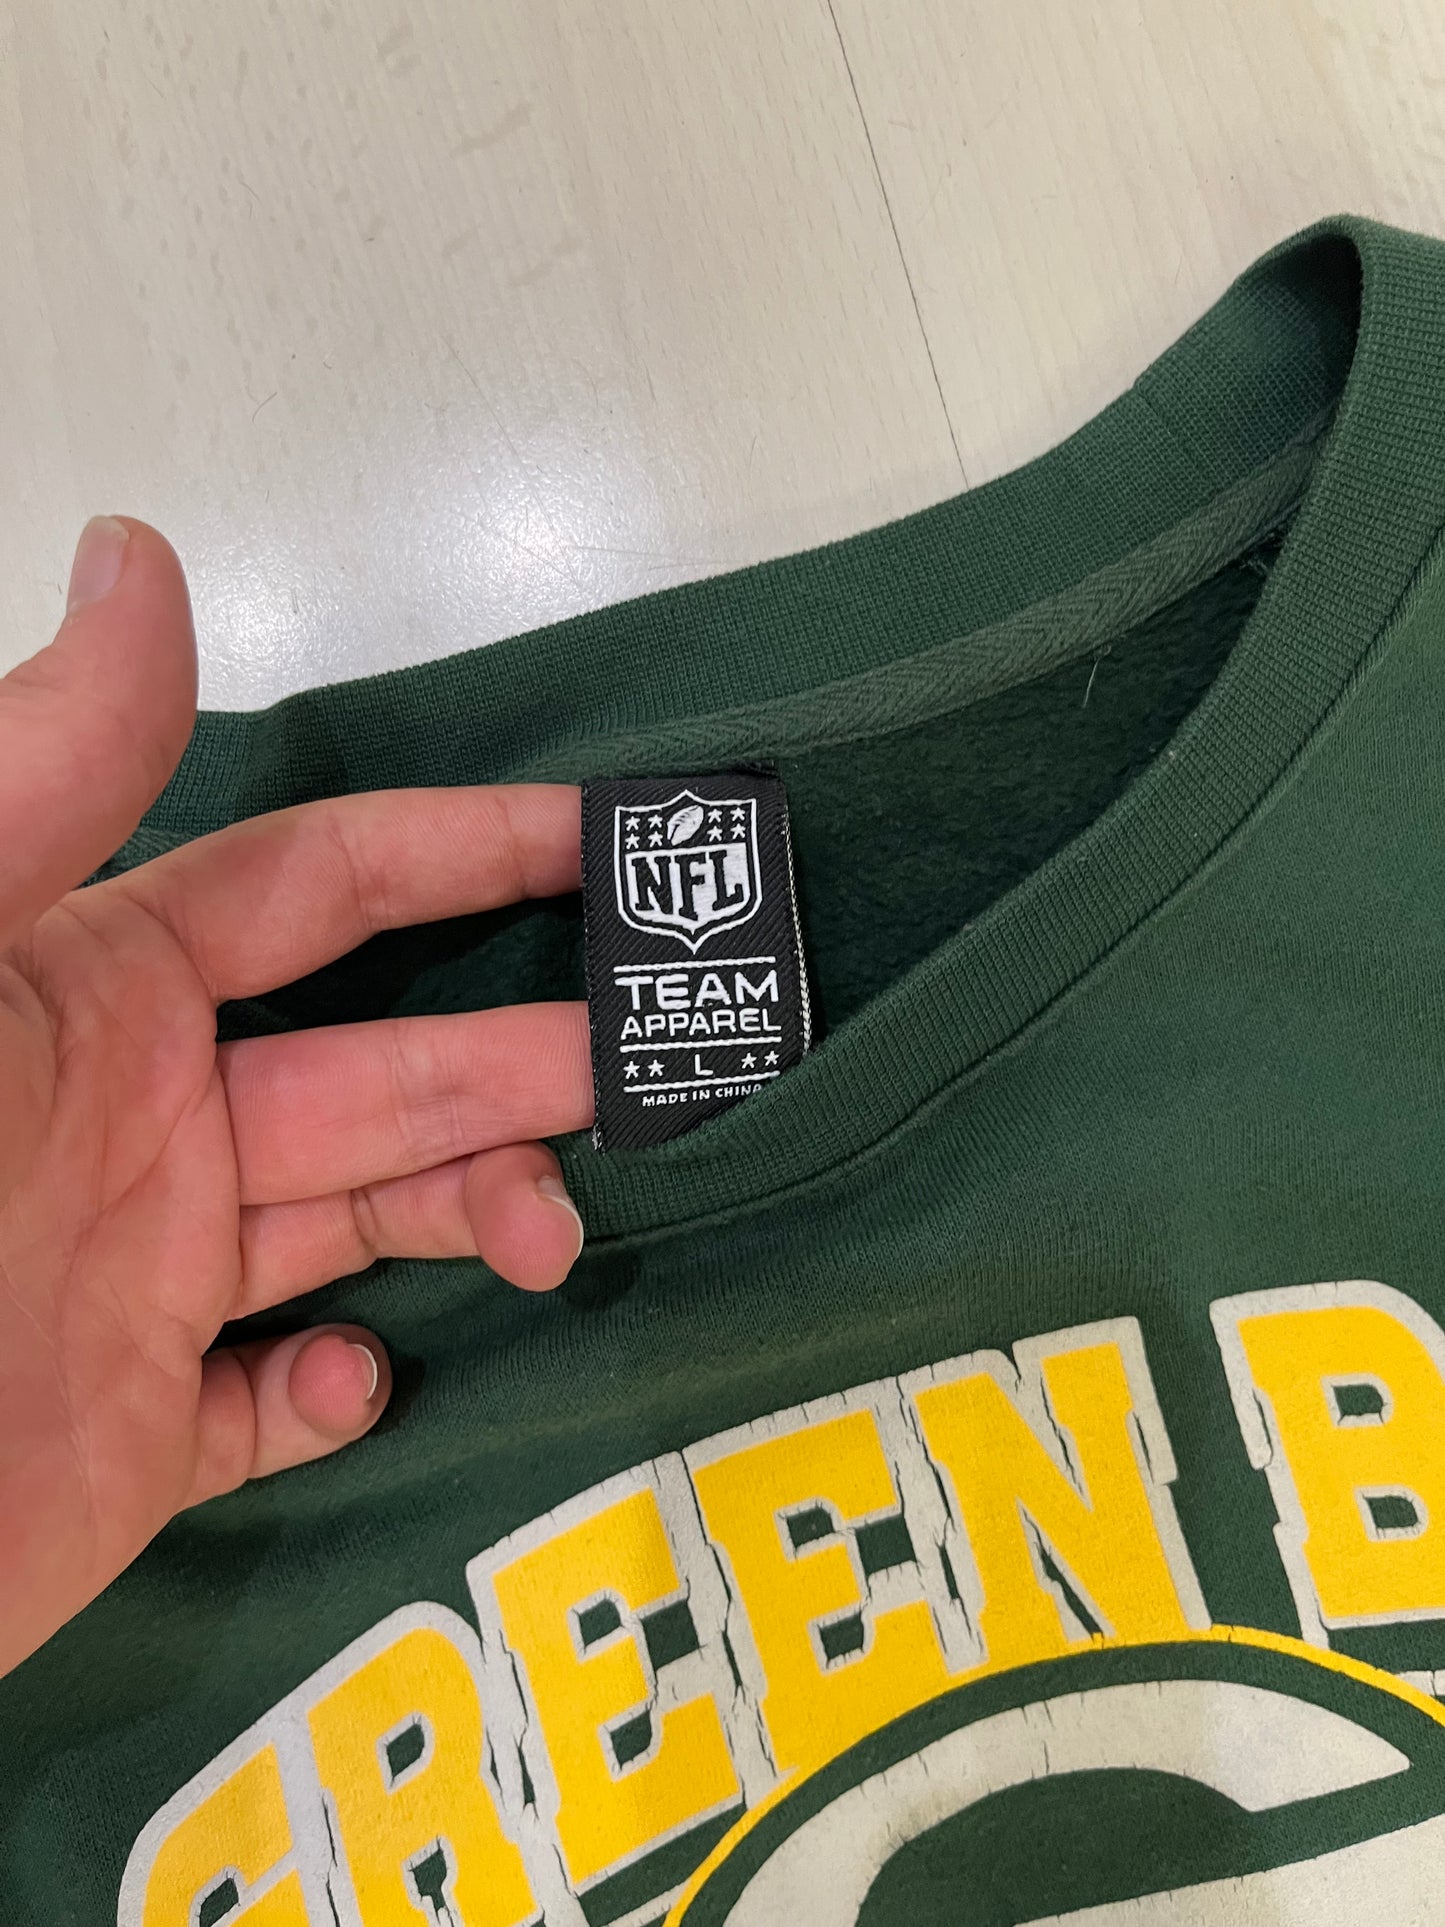 NFL
TEAM
APPAREL
L
MADE IN CHINA
GREEN B